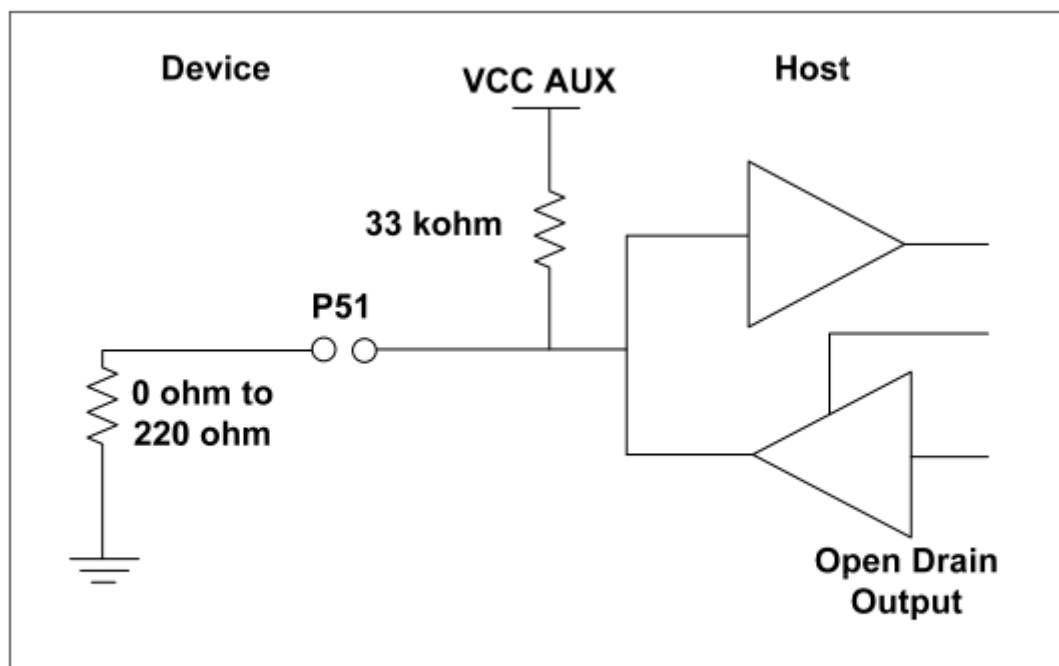 Device
VCC AUX
Host
33 kohm
P51
0 ohm to
220 ohm
Open Drain
Output